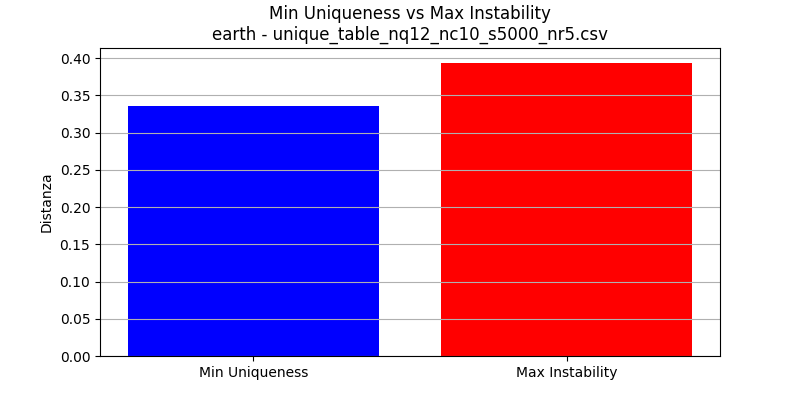 Min Uniqueness vs Max Instability
earth - unique_table_nq12_nc10_s5000_nr5.csv
Distanza
0.40
0.35
0.30
0.25
0.20
0.15
0.10
0.05
0.00
Min Uniqueness
Max Instability